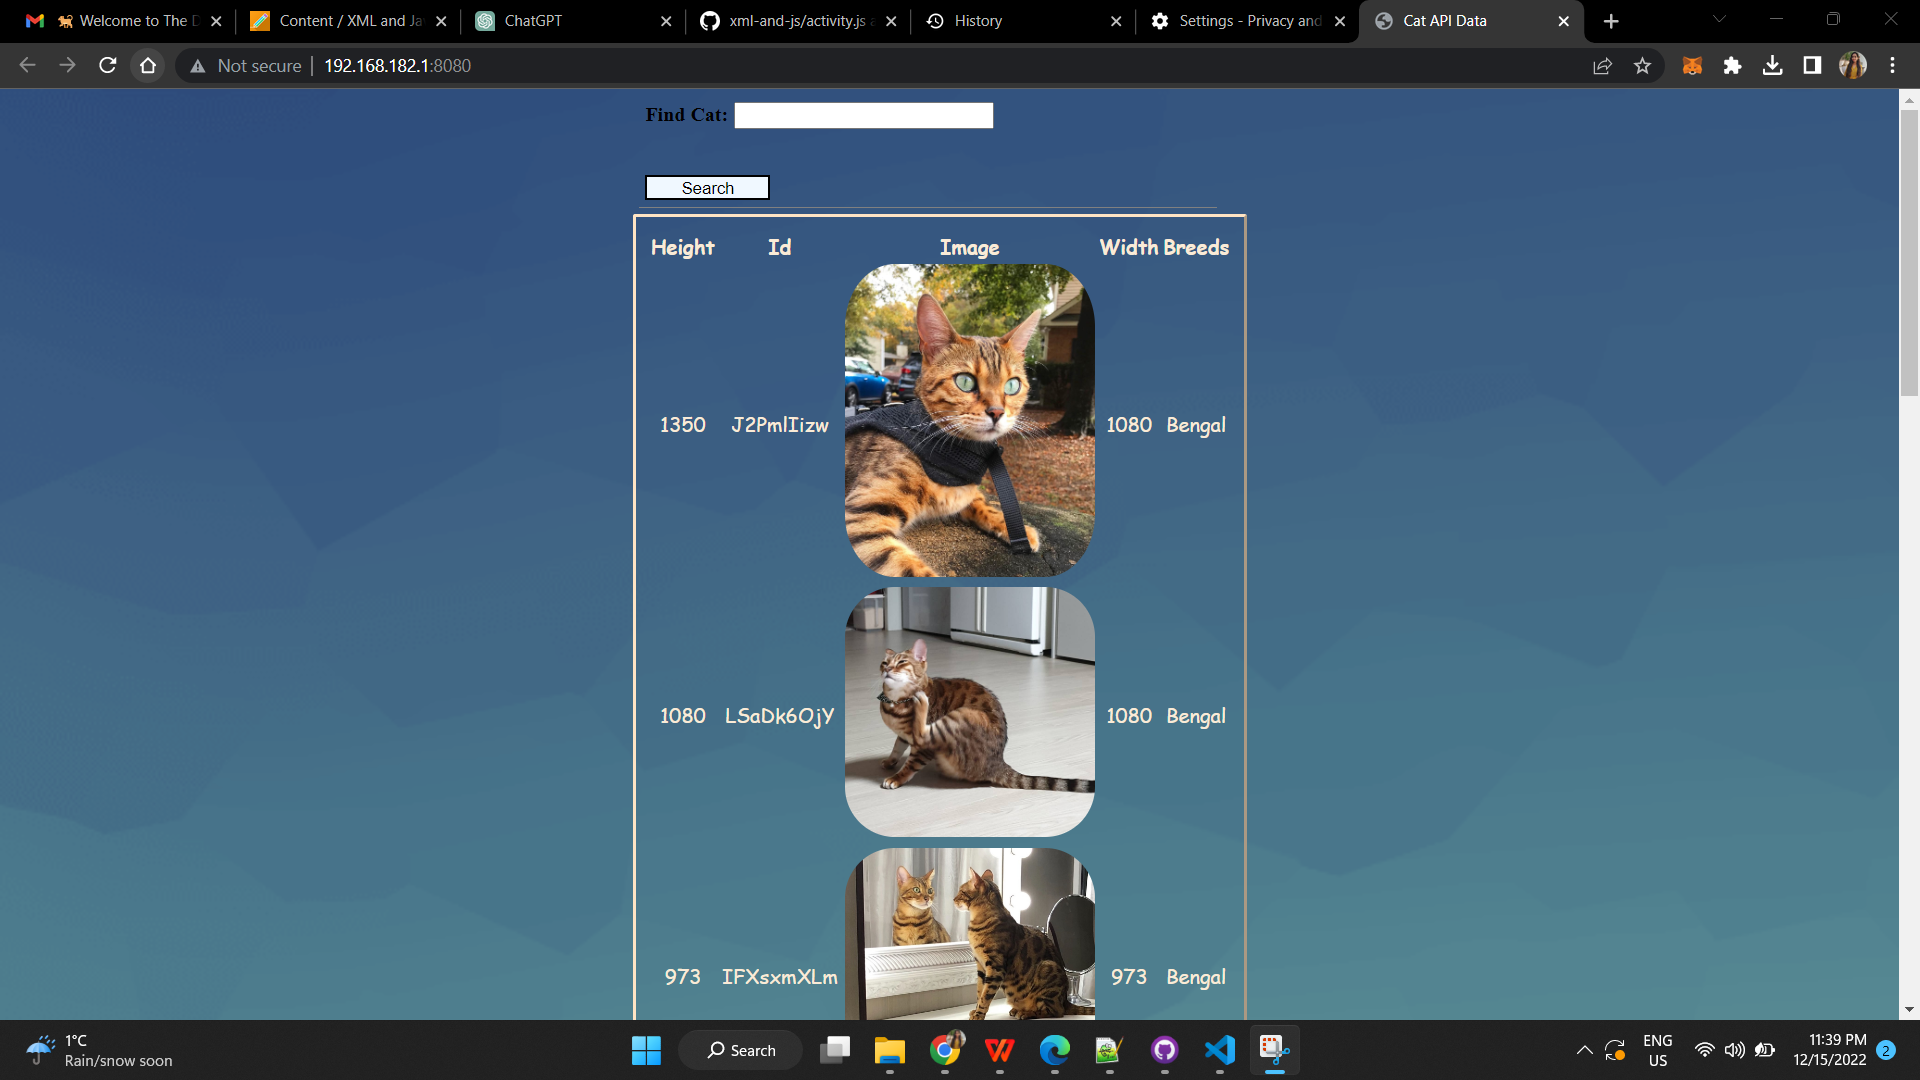 Welcome to The D
Content / XML and Ja
ChatGPT
xml-and-js/activity.js a
History
Settings - Privacy and
Cat API Data
Not secure
192.168.182.1:8080
Find Cat:
Search
Height Id Image Width Breeds
1350 J2PmlIizw 1080 Bengal
1080 LSaDk6OjY 1080 Bengal
973 IFXsxmXLm 973 Bengal
1°C
Rain/snow soon
Search
ENG
US
11:39 PM
12/15/2022
2